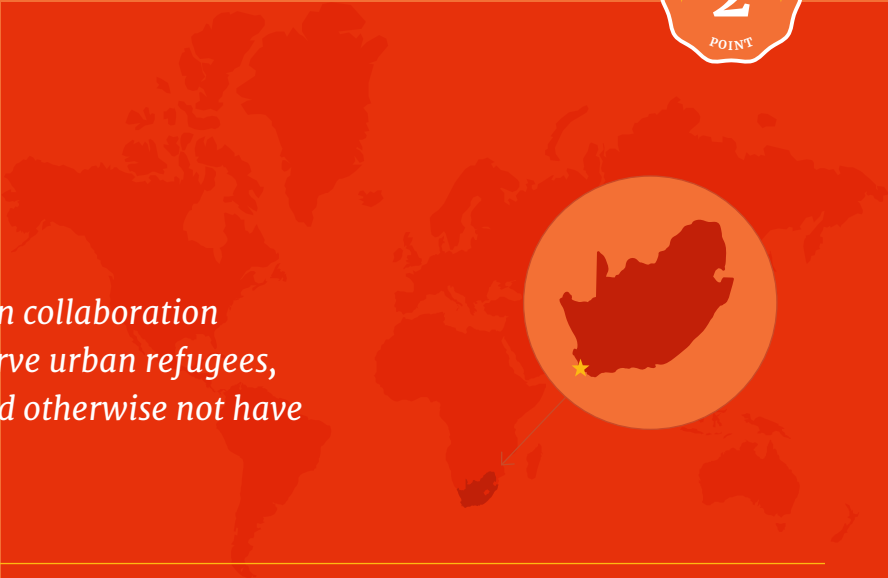 2
POINT
n collaboration
rve urban refugees,
d otherwise not have